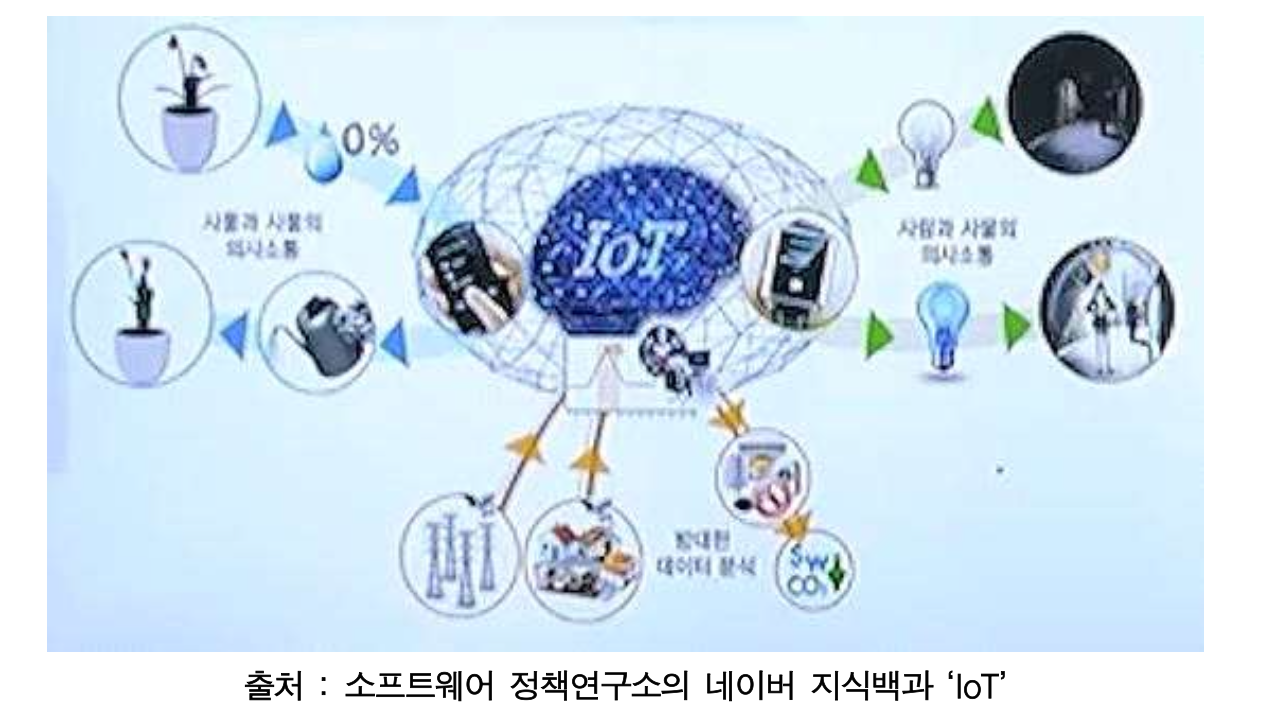 0%
IoT
사물과 사물의
의사소통
사람과 사물의
의사소통
방대한
데이터 분석
$ W
CO₂
출처 : 소프트웨어 정책연구소의 네이버 지식백과 ‘IoT’